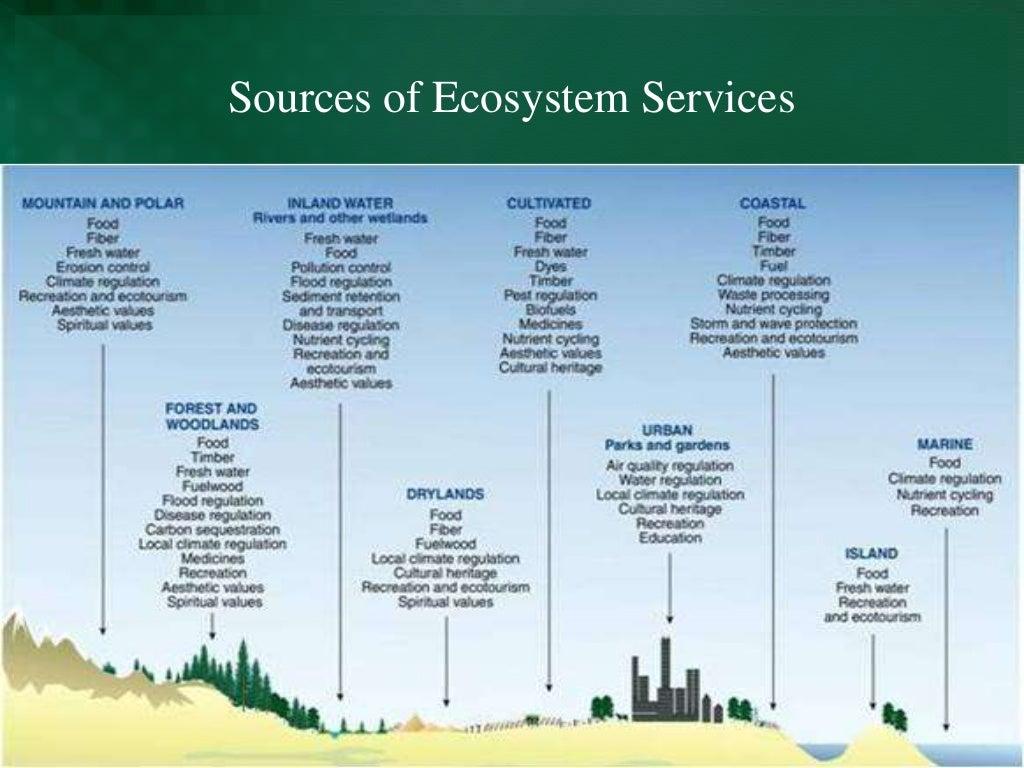 Sources of Ecosystem Services
MOUNTAIN AND POLAR
Food
Fiber
Fresh water
Erosion control
Climate regulation
Recreation and ecotourism
Aesthetic values
Spiritual values
FOREST AND
WOODLANDS
Food
Timber
Fresh water
Fuelwood
Flood regulation
Disease regulation
Carbon sequestration
Local climate regulation
Medicines
Recreation
Aesthetic values
Spiritual values
INLAND WATER
Rivers and other wetlands
Fresh water
Food
Pollution control
Flood regulation
Sediment retention
and transport
Disease regulation
Nutrient cycling
Recreation and
ecotourism
Aesthetic values
DRYLANDS
Food
Fiber
Fuelwood
Local climate regulation
Cultural heritage
Recreation and ecotourism
Spiritual values
CULTIVATED
Food
Fiber
Fresh water
Dyes
Timber
Pest regulation
Biofuels
Medicines
Nutrient cycling
Aesthetic values
Cultural heritage
URBAN
Parks and gardens
Air quality regulation
Water regulation
Local climate regulation
Cultural heritage
Recreation
Education
COASTAL
Food
Fiber
Timber
Fuel
Climate regulation
Waste processing
Nutrient cycling
Storm and wave protection
Recreation and ecotourism
Aesthetic values
ISLAND
Food
Fresh water
Recreation
and ecotourism
MARINE
Food
Climate regulation
Nutrient cycling
Recreation